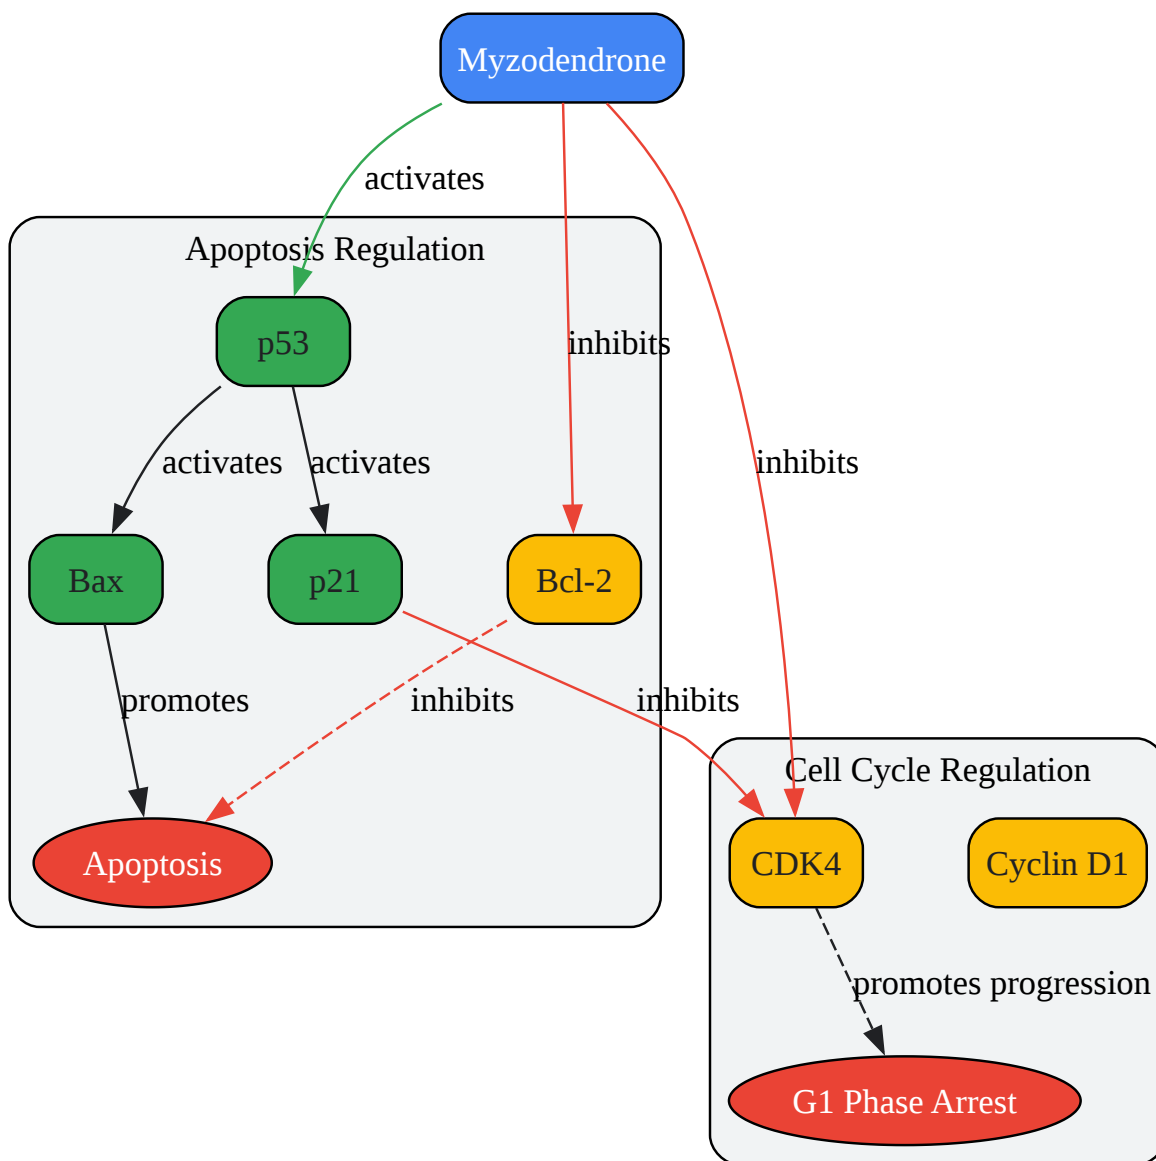 Myzodendrone
activates
Apoptosis Regulation
p53
inhibits
activates
activates
inhibits
Bax
p21
Bcl-2
promotes
inhibits
inhibits
Cell Cycle Regulation
Apoptosis
CDK4
Cyclin D1
promotes progression
G1 Phase Arrest